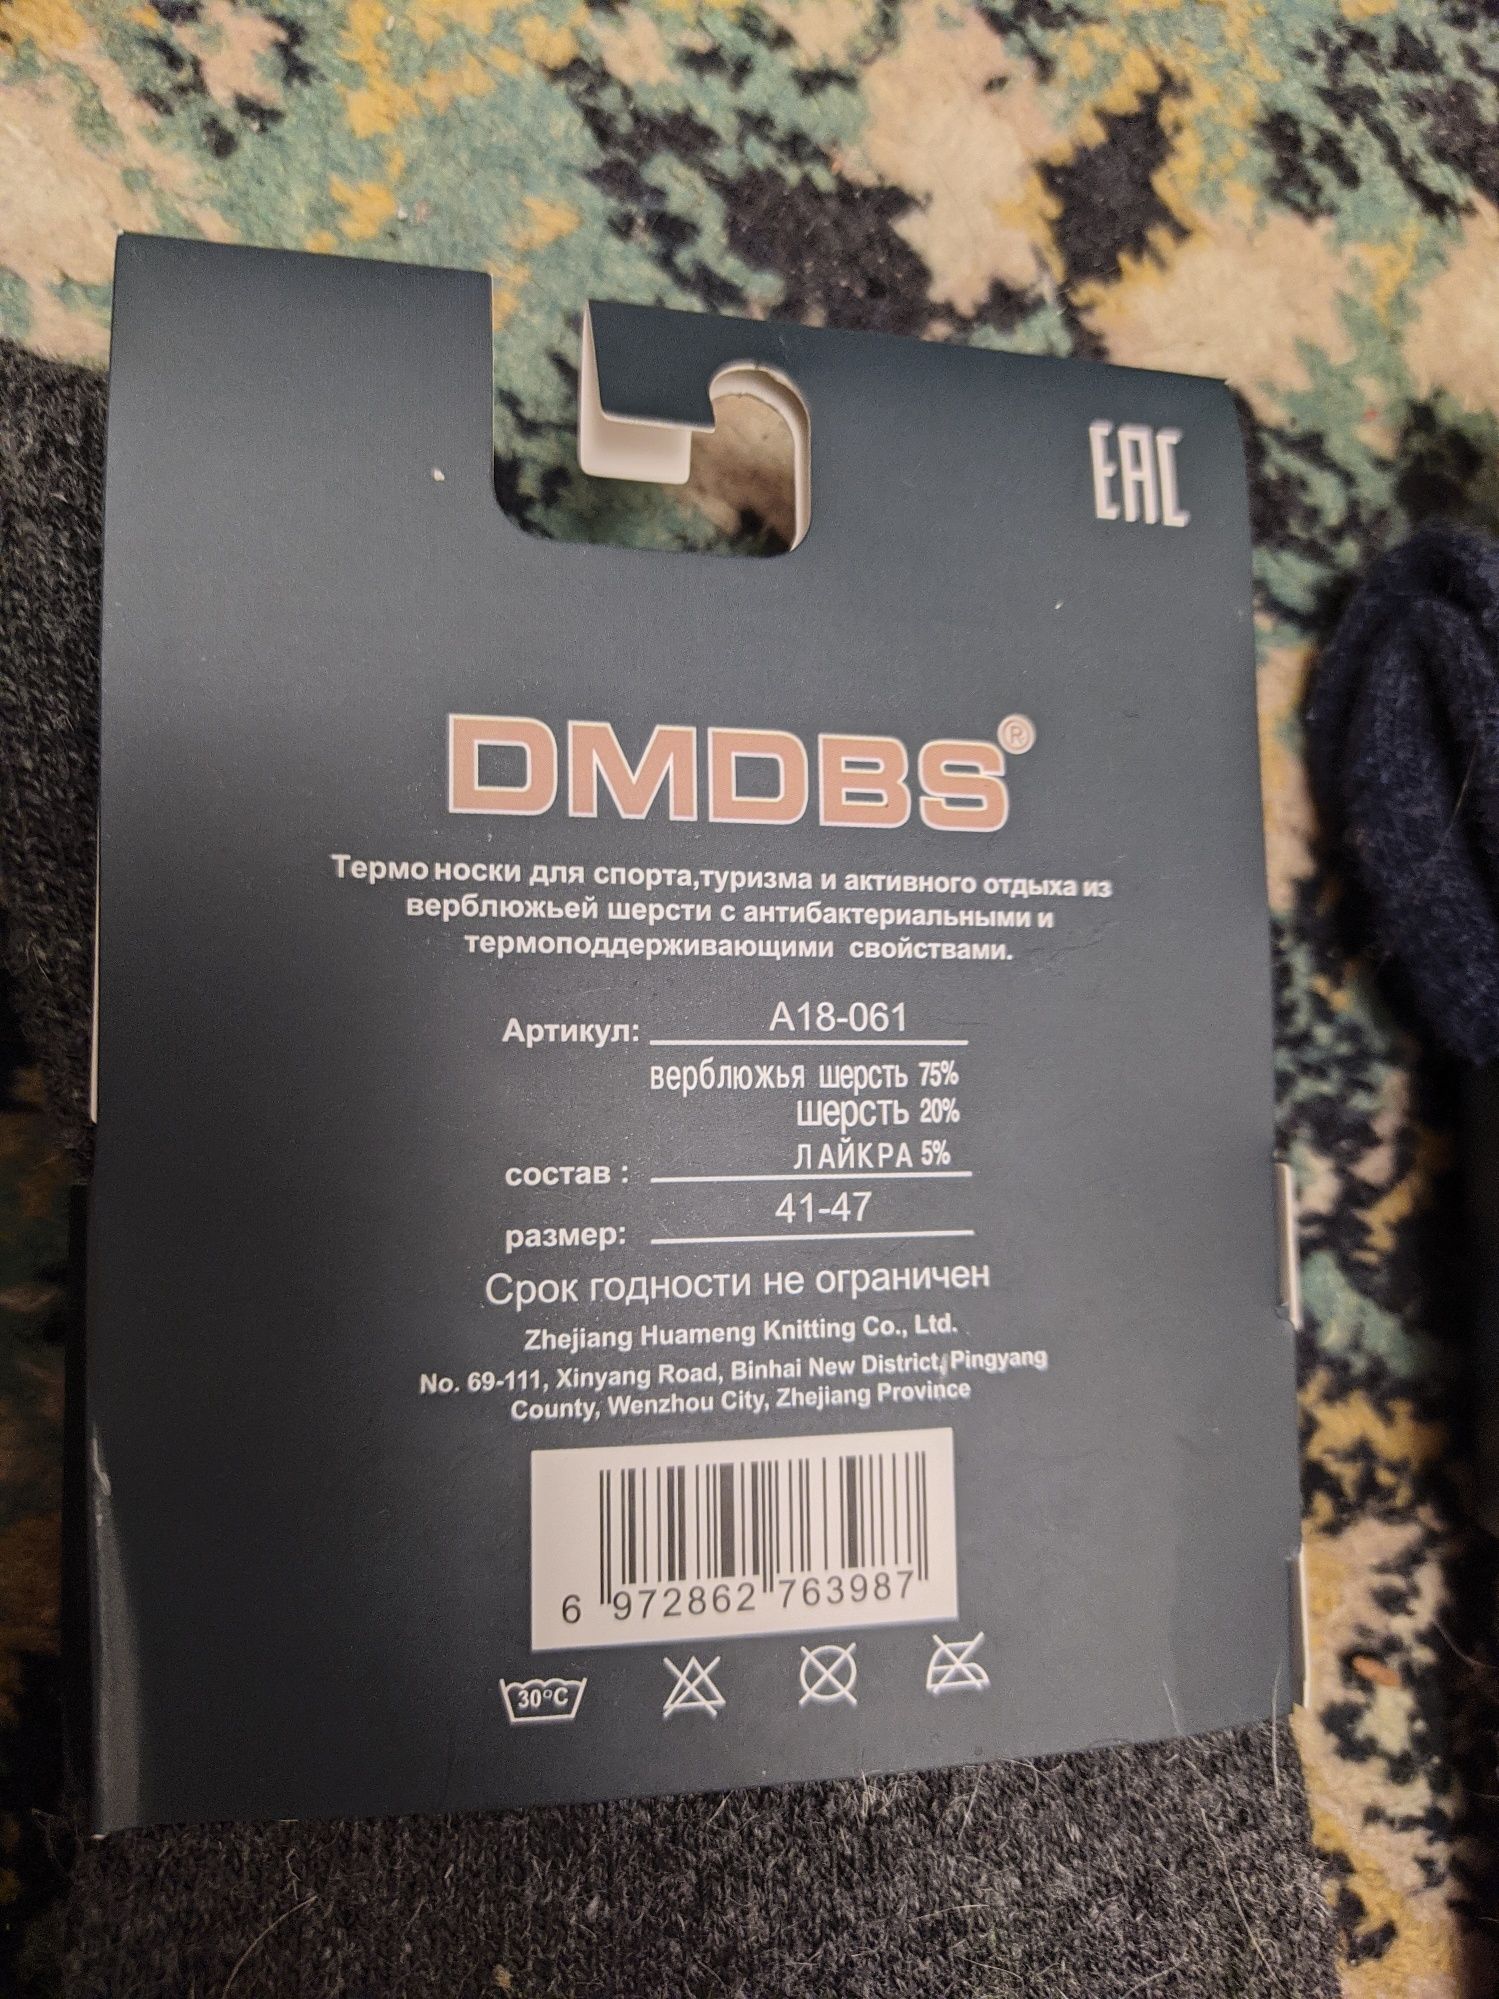 EAC
DMDBS®
Термо носки для спорта,туризма и активного отдыха из
верблюжьей шерсти с антибактериальными и
термоподдерживающими свойствами.
Артикул: A18-061
верблюжья шерсть 75%
шерсть 20%
состав : ЛАЙКРА 5%
размер: 41-47
Срок годности не ограничен
Zhejiang Huameng Knitting Co., Ltd.
No. 69-111, Xinyang Road, Binhai New District, Pingyang
County, Wenzhou City, Zhejiang Province
6 972862 763987
30°C